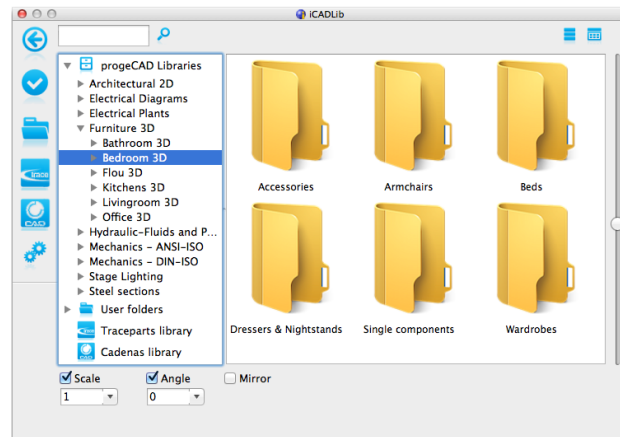 iCADLib
progeCAD Libraries
Architectural 2D
Electrical Diagrams
Electrical Plants
Furniture 3D
Bathroom 3D
Bedroom 3D
Flou 3D
Kitchens 3D
Livingroom 3D
Office 3D
Hydraulic-Fluids and P...
Mechanics - ANSI-ISO
Mechanics - DIN-ISO
Stage Lighting
Steel sections
User folders
Traceparts library
Cadenas library
Accessories
Armchairs
Beds
Dressers & Nightstands
Single components
Wardrobes
Scale
Angle
Mirror
1
0